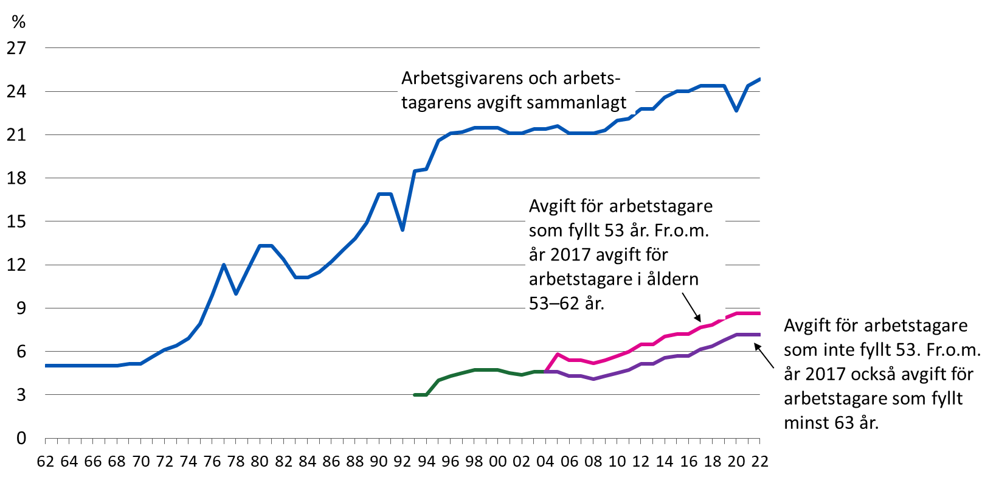 %
27
24
21
18
15
12
9
6
3
0
Arbetsgivarens och arbets-
tagarens avgift sammanlagt
Avgift för arbetstagare
som fyllt 53 år. Fr.o.m.
år 2017 avgift för
arbetstagare i åldern
53–62 år.
Avgift för arbetstagare
som inte fyllt 53. Fr.o.m.
år 2017 också avgift för
arbetstagare som fyllt
minst 63 år.
62 64 66 68 70 72 74 76 78 80 82 84 86 88 90 92 94 96 98 00 02 04 06 08 10 12 14 16 18 20 22